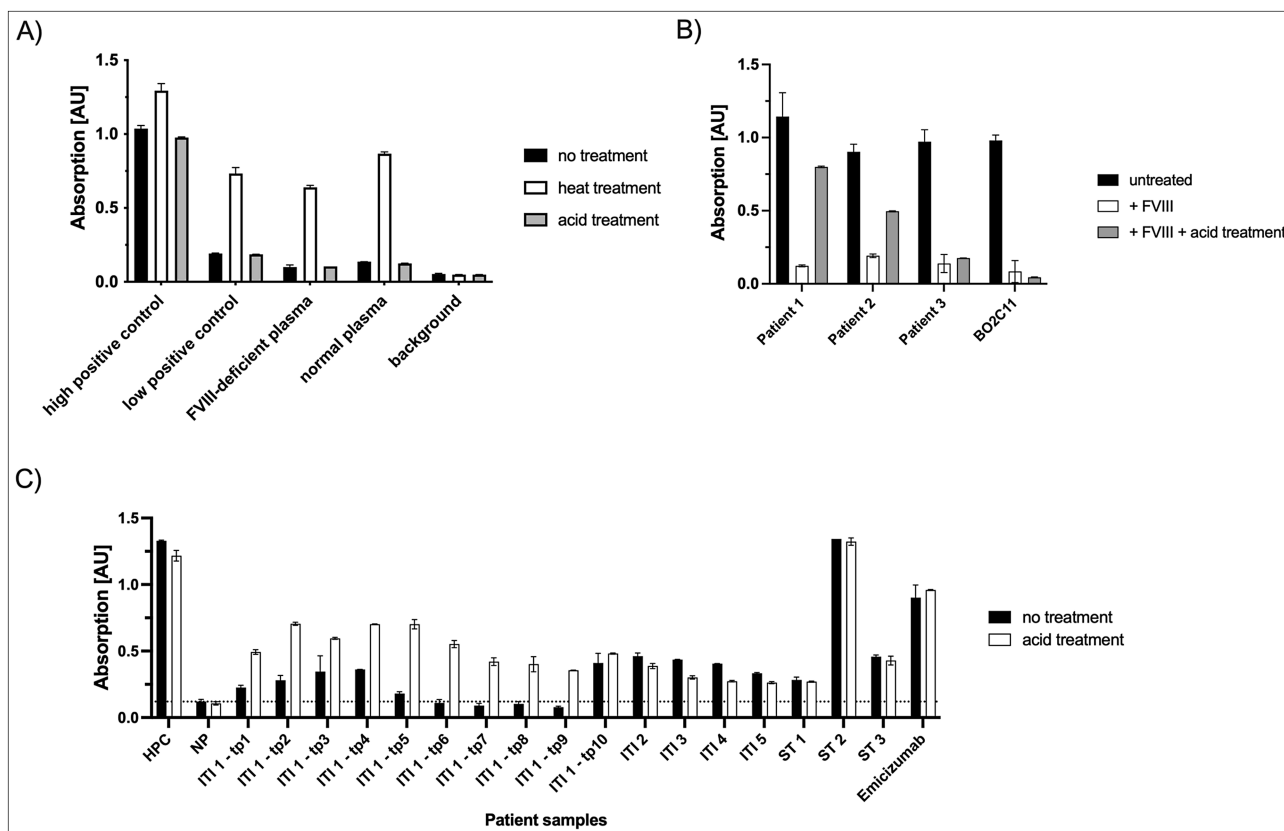 A)
1.5
1.0
0.5
0.0
Absorption [AU]
high positive control
low positive control
FVIII-deficient plasma
normal plasma
background
no treatment
heat treatment
acid treatment
B)
1.5
1.0
0.5
0.0
Absorption [AU]
Patient 1
Patient 2
Patient 3
BO2C11
untreated
+ FVIII
+ FVIII + acid treatment
C)
1.5
1.0
0.5
0.0
Absorption [AU]
HPC
NP
ITI 1 - tp1
ITI 1 - tp2
ITI 1 - tp3
ITI 1 - tp4
ITI 1 - tp5
ITI 1 - tp6
ITI 1 - tp7
ITI 1 - tp8
ITI 1 - tp9
ITI 1 - tp10
ITI 2
ITI 3
ITI 4
ITI 5
ST 1
ST 2
ST 3
Emicizumab
Patient samples
no treatment
acid treatment